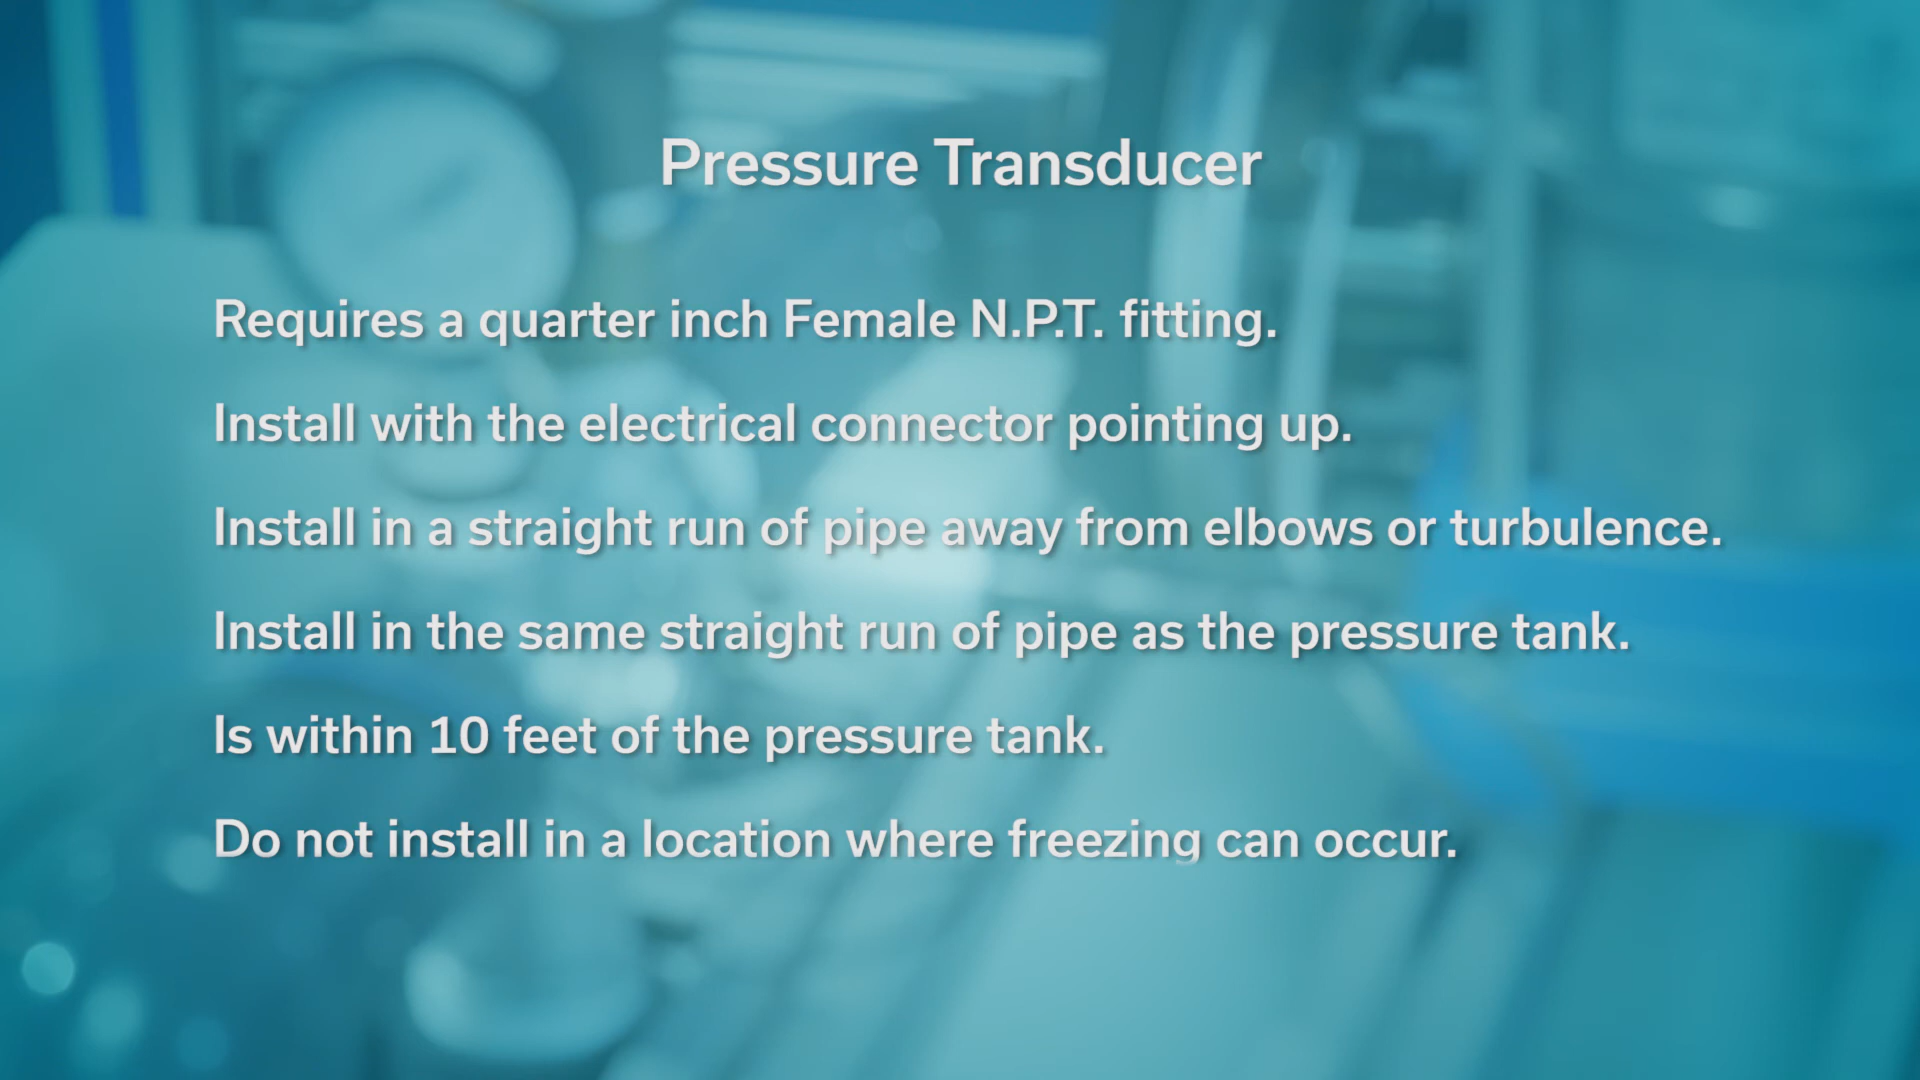 Pressure Transducer
Requires a quarter inch Female N.P.T. fitting.
Install with the electrical connector pointing up.
Install in a straight run of pipe away from elbows or turbulence.
Install in the same straight run of pipe as the pressure tank.
Is within 10 feet of the pressure tank.
Do not install in a location where freezing can occur.